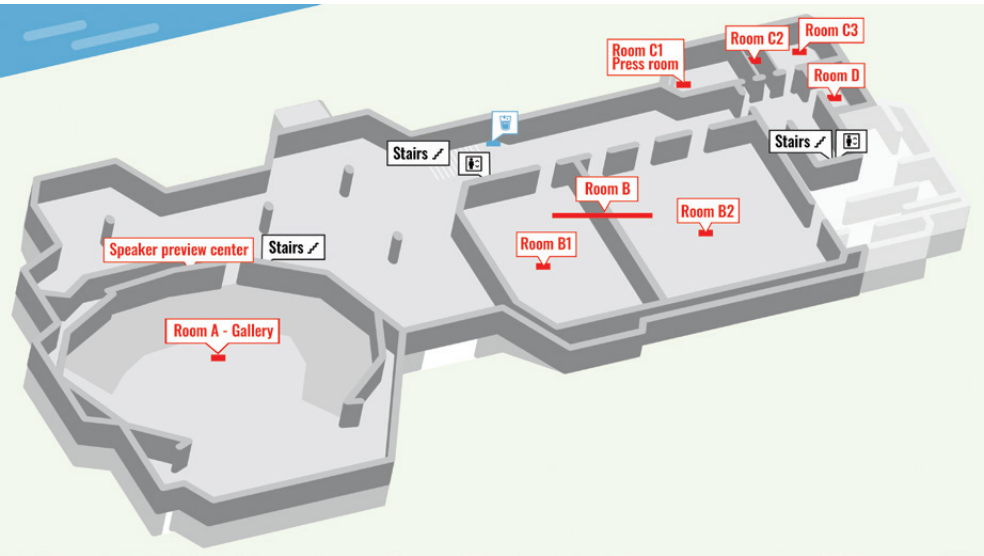 Room C1
Press room
Room C2
Room C3
Room D
Stairs
Stairs
Room B
Room B2
Room B1
Speaker preview center
Stairs
Room A - Gallery